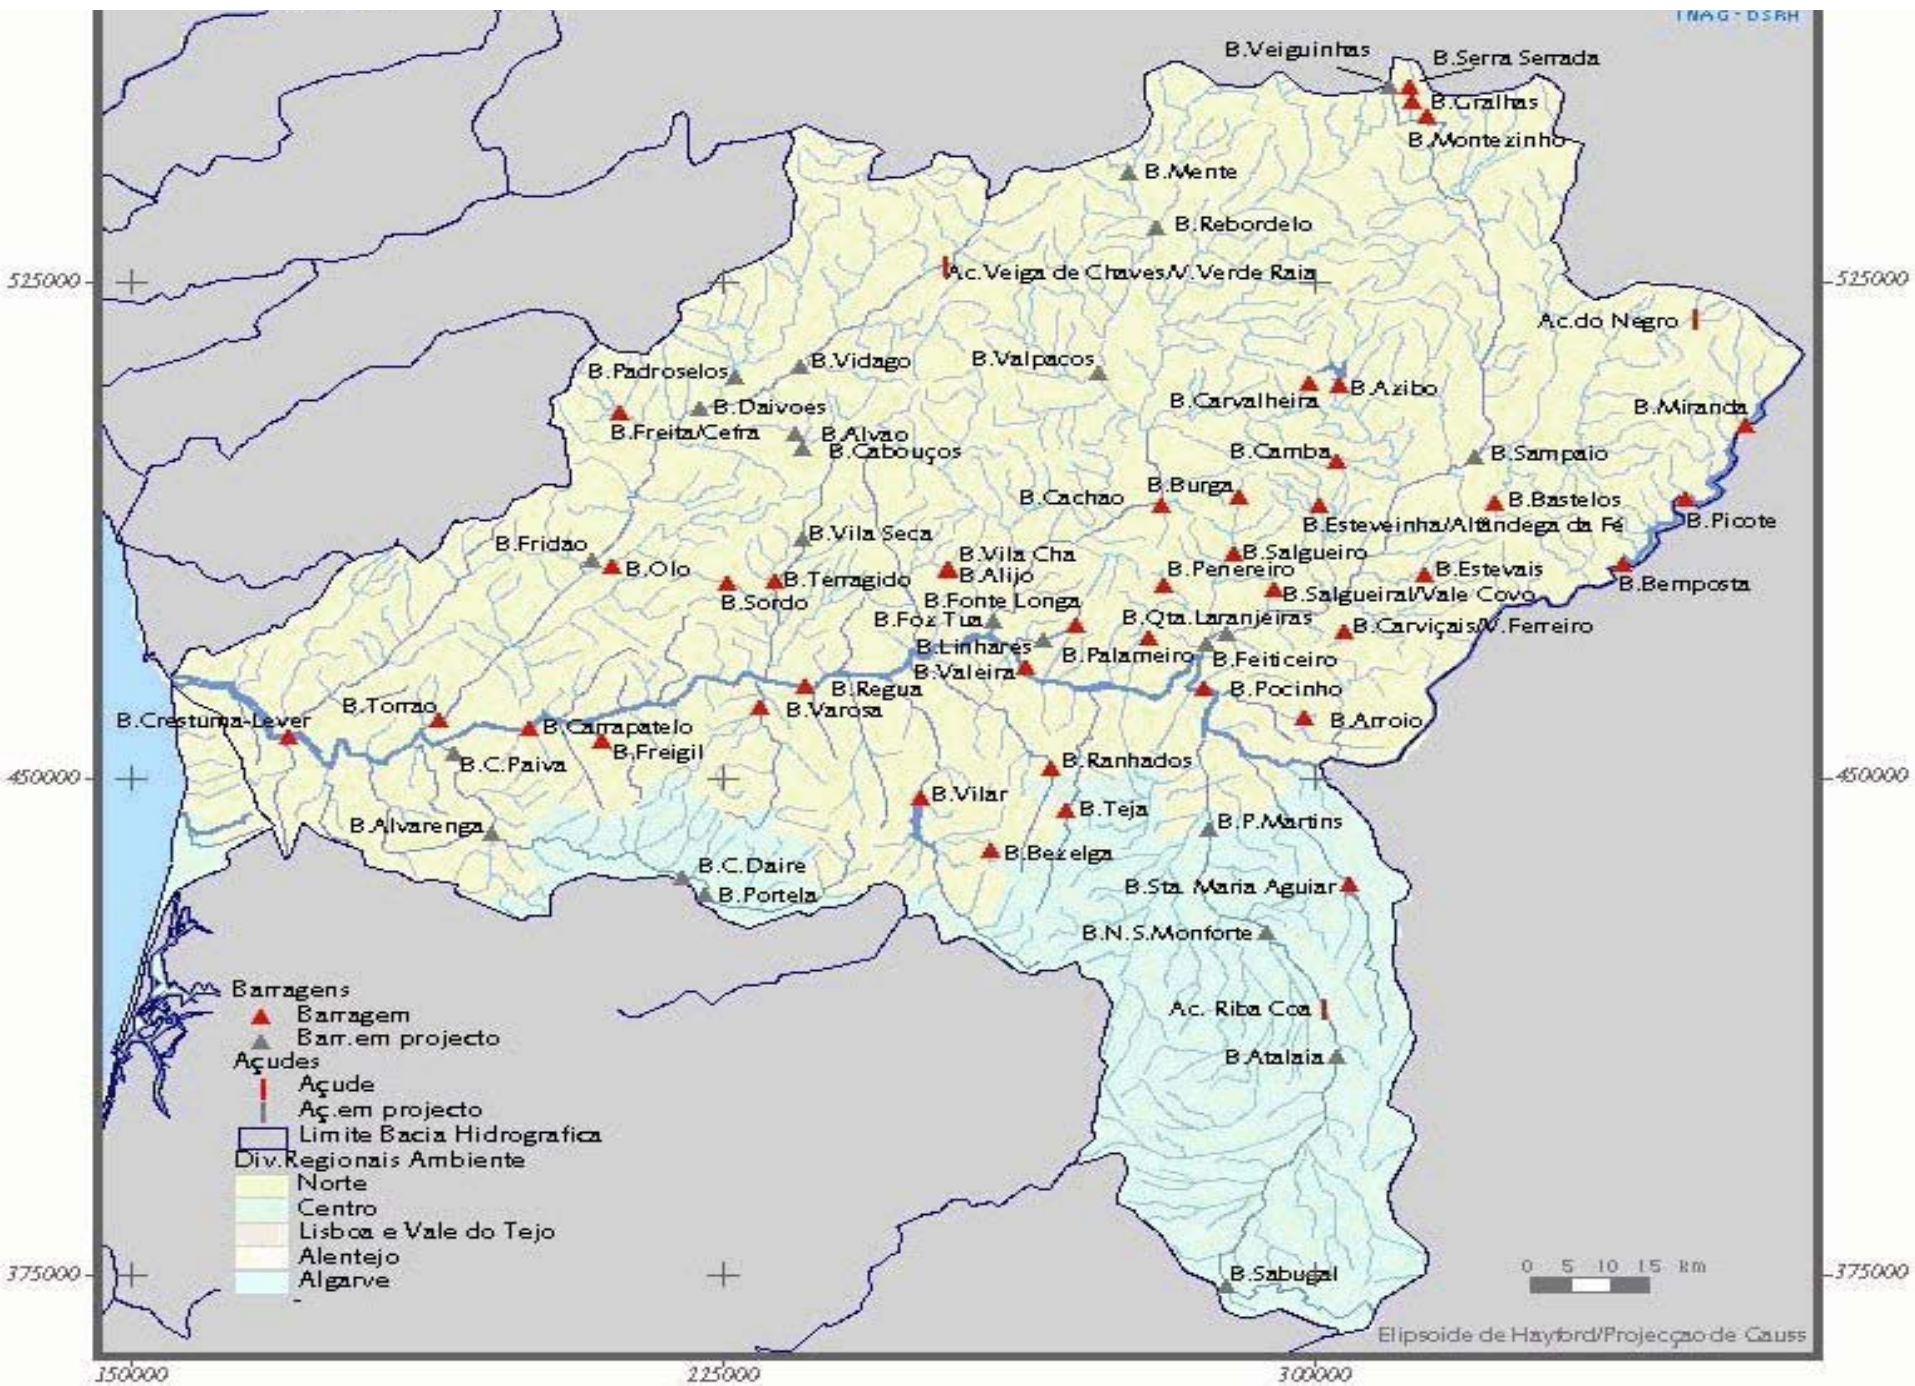 INAG-DSRH
B.Veiguinhas
B.Serra Serrada
B.Gralhas
B.Montezinho
B.Mente
B.Rebordelo
525000
Ac.Veiga de Chaves/V.Verde Raia
525000
Ac.do Negro
B.Vidago
B.Valpacos
B.Padroselos
B.Azibo
B.Carvalheira
B.Daivoes
B.Miranda
B.Freita/Cefra
B.Alvao
B.Cabouços
B.Camba
B.Sampaio
B.Burga
B.Cachao
B.Bastelos
B.Picote
B.Esteveinha/Alfandega da Fé
B.Vila Seca
B.Fridao
B.Vila Cha
B.Salgueiro
B.Olo
B.Terragido
B.Alijo
B.Penereiro
B.Estevais
B.Bemposta
B.Sordo
B.Fonte Longa
B.Salgueiral/Vale Covo
B.Foz Tua
B.Qta.Laranjeiras
B.Carviçais/V.Ferreiro
B.Linhares
B.Palameiro
B.Feiticeiro
B.Valeira
B.Regua
B.Pocinho
B.Torrao
B.Varosa
B.Crestuma-Lever
B.Carrapatelo
B.Arroio
B.Freigil
B.C.Paiva
B.Ranhados
450000
450000
B.Vilar
B.Teja
B.Alvarenga
B.P.Martins
B.Bezelga
B.C.Daire
B.Portela
B.Sta. Maria Aguiar
B.N.S.Monforte
Barragens
Barragem
Barr.em projecto
Ac. Riba Coa
B.Atalaia
Açudes
Açude
Aç.em projecto
Limite Bacia Hidrografica
Div.Regionais Ambiente
Norte
Centro
Lisboa e Vale do Tejo
Alentejo
Algarve
B.Sabugal
0 5 10 15 km
375000
375000
Elipsoide de Hayford/Projecçao de Gauss
150000
225000
300000